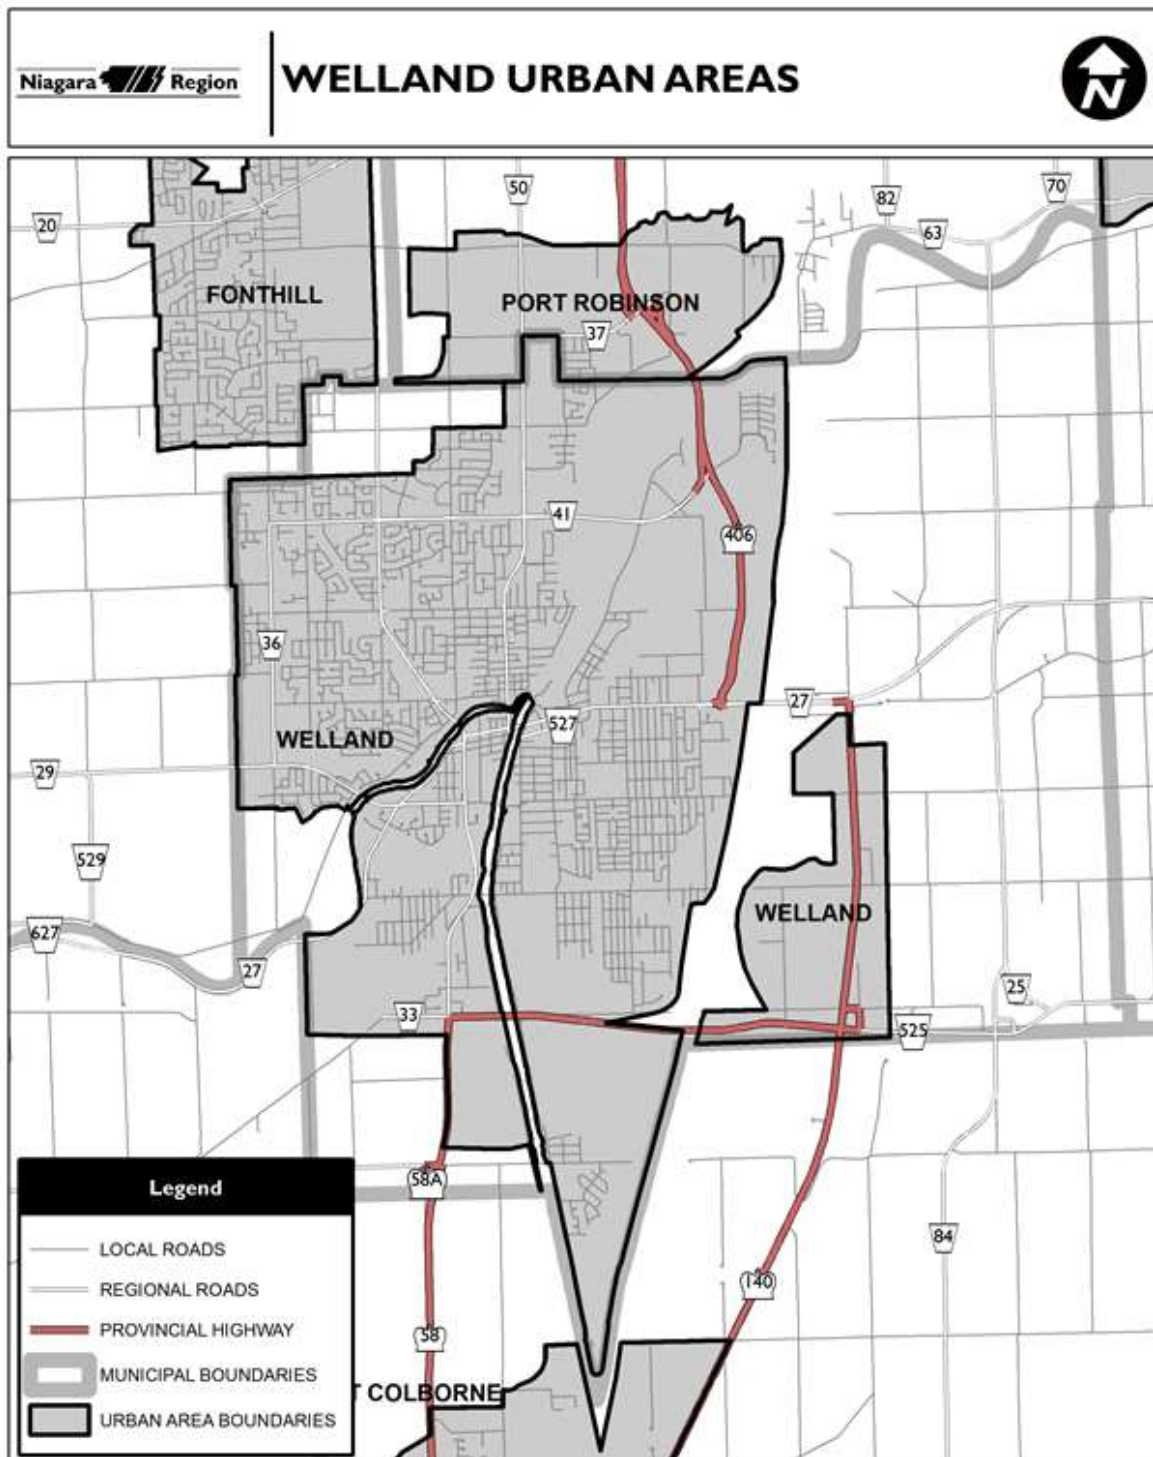 Niagara Region
WELLAND URBAN AREAS
N
50
82
70
20
63
FONTHILL
PORT ROBINSON
37
41
406
36
27
527
WELLAND
29
529
WELLAND
627
27
25
33
525
58A
84
140
58
T COLBORNE
Legend
LOCAL ROADS
REGIONAL ROADS
PROVINCIAL HIGHWAY
MUNICIPAL BOUNDARIES
URBAN AREA BOUNDARIES